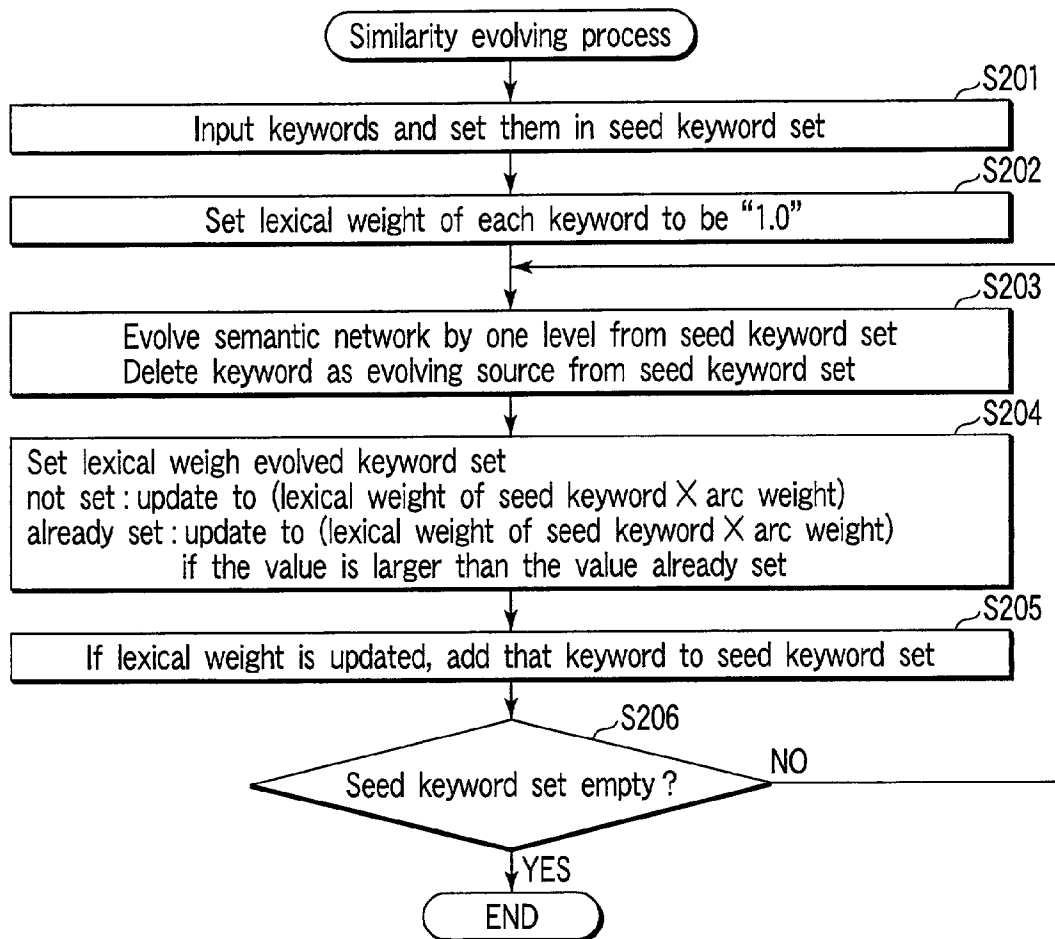 Similarity evolving process
S201
Input keywords and set them in seed keyword set
S202
Set lexical weight of each keyword to be “1.0”
S203
Evolve semantic network by one level from seed keyword set
Delete keyword as evolving source from seed keyword set
S204
Set lexical weigh evolved keyword set
not set : update to (lexical weight of seed keyword X arc weight)
already set : update to (lexical weight of seed keyword X arc weight)
if the value is larger than the value already set
S205
If lexical weight is updated, add that keyword to seed keyword set
S206
Seed keyword set empty ?
NO
YES
END